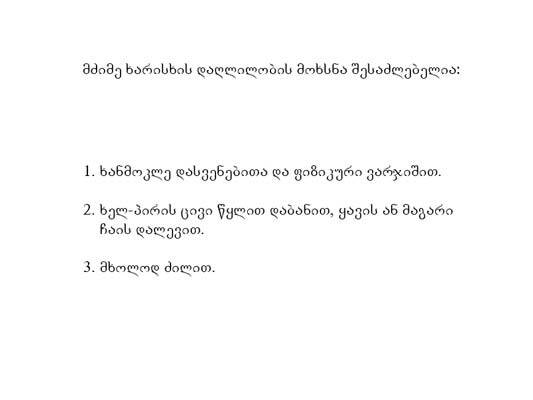 მძიმე ხარისხის დაღლილობის მოხსნა შესაძლებელია:
1. ხანმოკლე დასვენებითა და ფიზიკური ვარჯიშით.
2. ხელ-პირის ცივი წყლით დაბანით, ყავის ან მაგარი
ჩაის დალევით.
3. მხოლოდ ძილით.